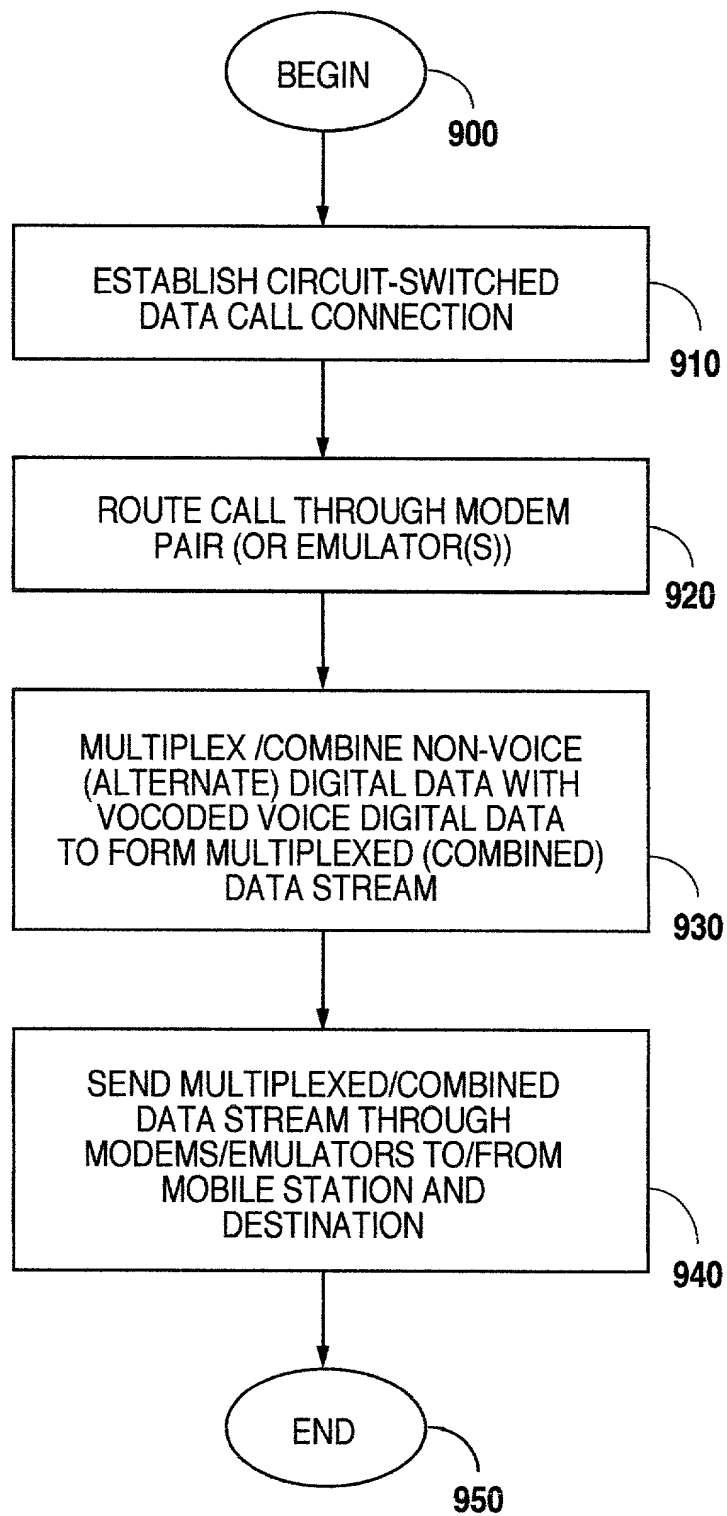 BEGIN
900
ESTABLISH CIRCUIT-SWITCHED
DATA CALL CONNECTION
910
ROUTE CALL THROUGH MODEM
PAIR (OR EMULATOR(S))
920
MULTIPLEX /COMBINE NON-VOICE
(ALTERNATE) DIGITAL DATA WITH
VOCODED VOICE DIGITAL DATA
TO FORM MULTIPLEXED (COMBINED)
DATA STREAM
930
SEND MULTIPLEXED/COMBINED
DATA STREAM THROUGH
MODEMS/EMULATORS TO/FROM
MOBILE STATION AND
DESTINATION
940
END
950